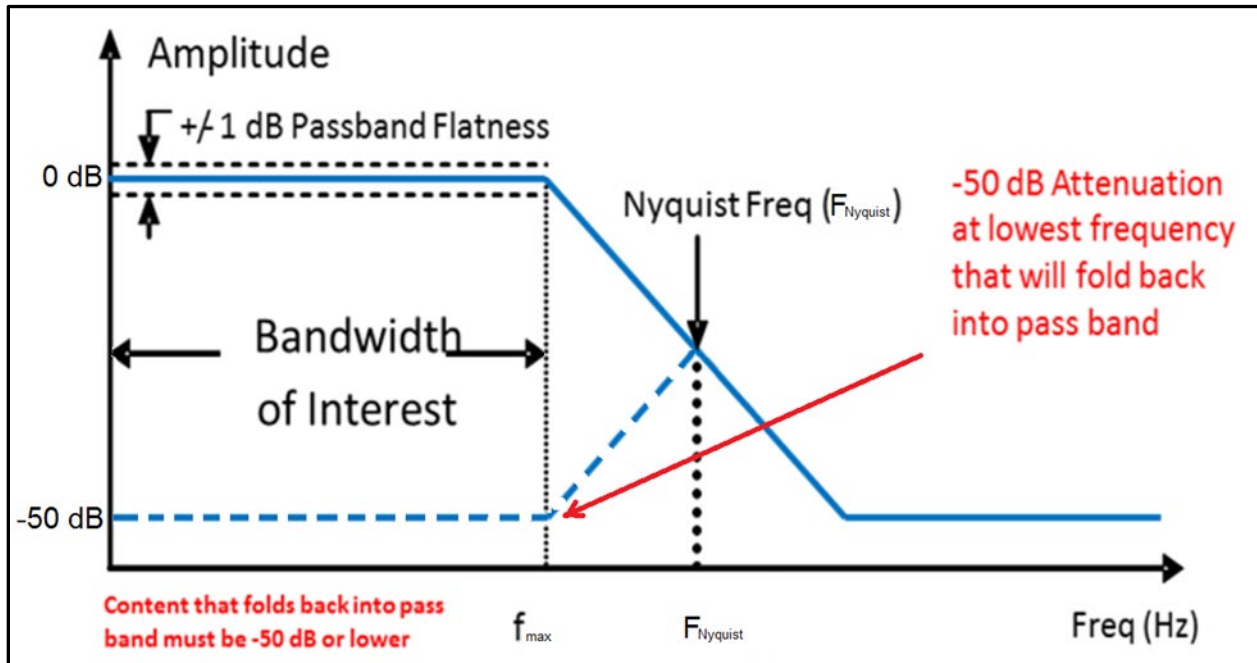 Amplitude
+/- 1 dB Passband Flatness
0 dB
Nyquist Freq (FNyquist)
-50 dB Attenuation
at lowest frequency
that will fold back
into pass band
Bandwidth
of Interest
-50 dB
Content that folds back into pass
band must be -50 dB or lower
fmax
FNyquist
Freq (Hz)